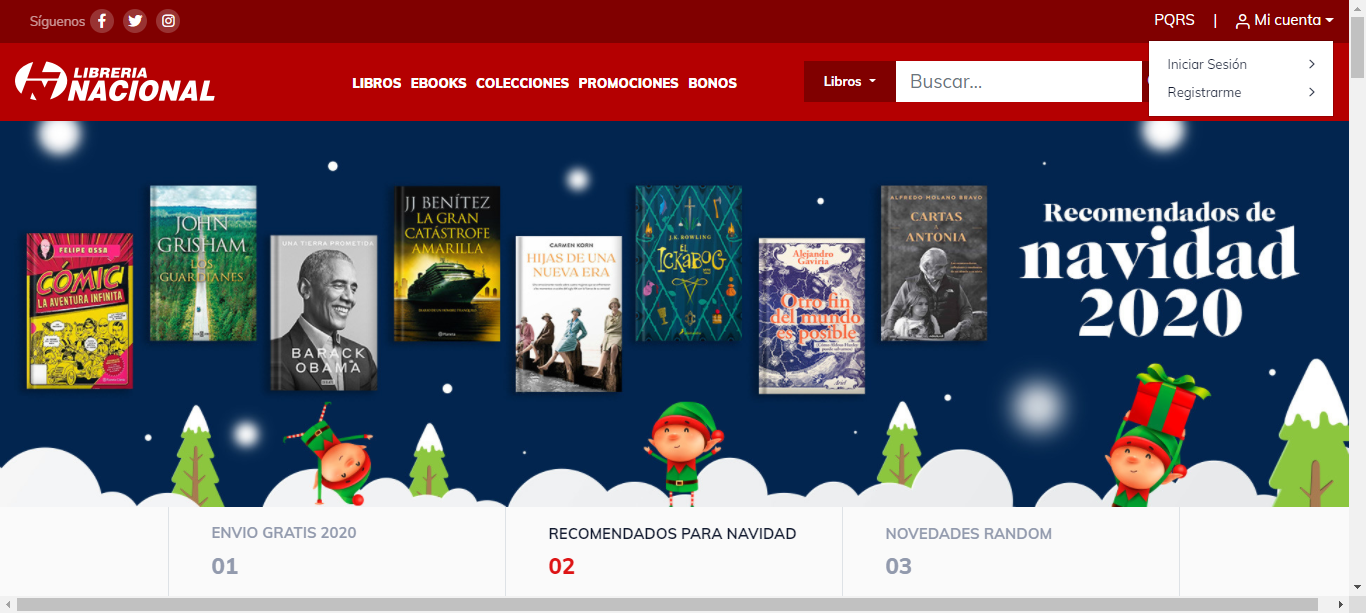 Síguenos
PQRS | Mi cuenta
LIBRERIA
NACIONAL
LIBROS EBOOKS COLECCIONES PROMOCIONES BONOS
Libros
Buscar...
Iniciar Sesión
Registrarme
FELIPE OSSA
CÓMIC
LA AVENTURA INFINITA
JOHN
GRISHAM
LOS
GUARDIANES
UNA TIERRA PROMETIDA
BARACK
OBAMA
JJ BENÍTEZ
LA GRAN
CATÁSTROFE
AMARILLA
Planeta
CARMEN KORN
HIJAS DE UNA
NUEVA ERA
J.K. ROWLING
EL
ICKABOG
Alejandro
Gaviria
Otro fin
del mundo
es posible
Ariel
ALFREDO MOLANO BRAVO
CARTAS
A
ANTONIA
Recomendados de
navidad
2020
ENVIO GRATIS 2020
01
RECOMENDADOS PARA NAVIDAD
02
NOVEDADES RANDOM
03